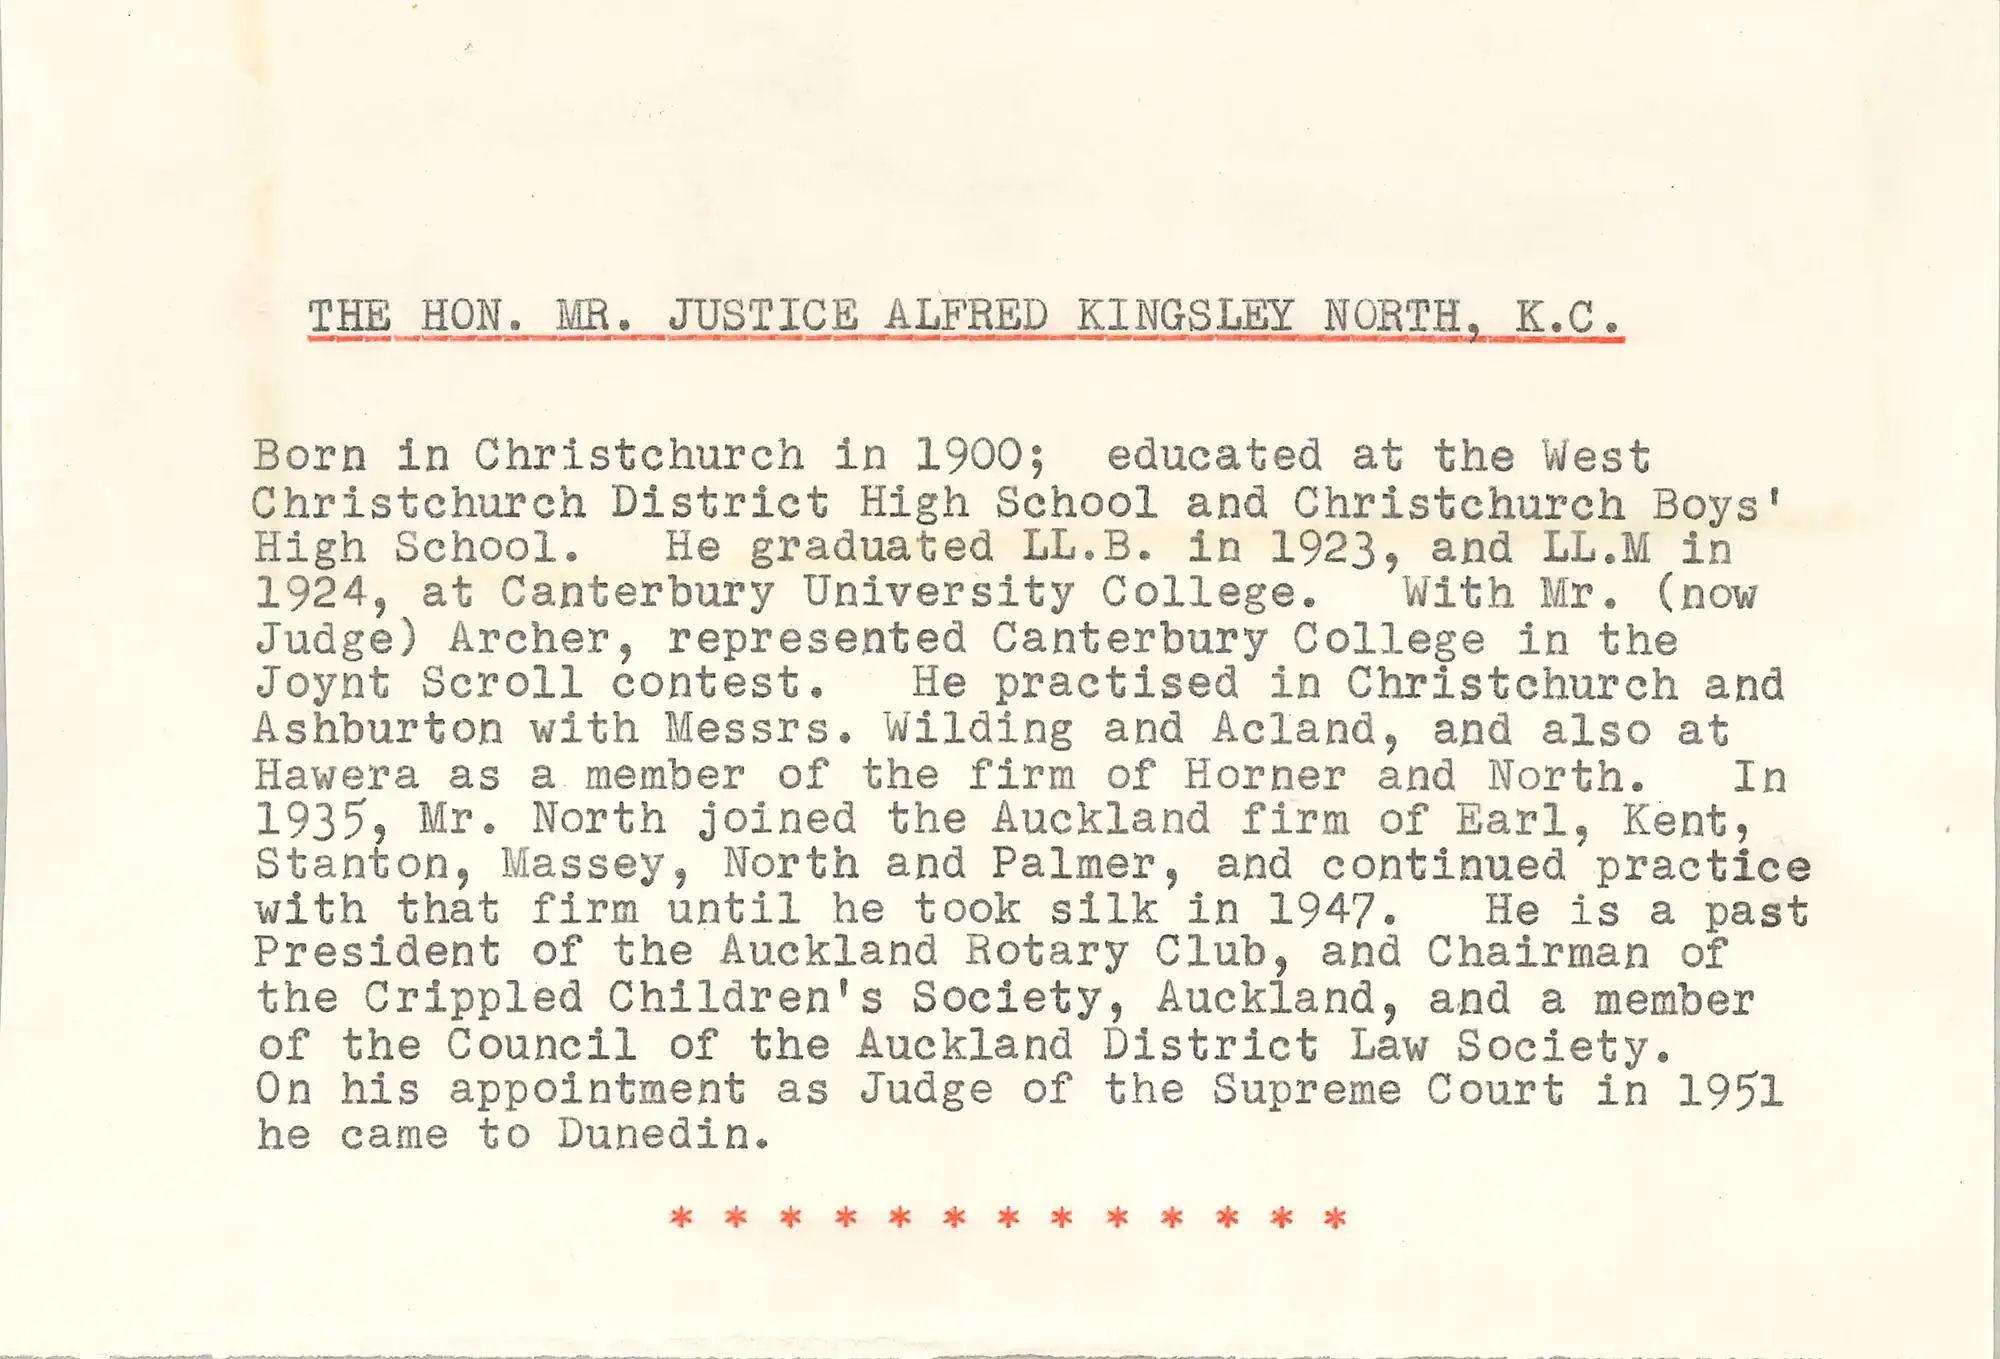 THE HON. MR. JUSTICE ALFRED KINGSLEY NORTH, K.C.
Born in Christchurch in 1900; educated at the West
Christchurch District High School and Christchurch Boys'
High School. He graduated LL.B. in 1923, and LL.M in
1924, at Canterbury University College. With Mr. (now
Judge) Archer, represented Canterbury College in the
Joynt Scroll contest. He practised in Christchurch and
Ashburton with Messrs. Wilding and Acland, and also at
Hawera as a member of the firm of Horner and North. In
1935, Mr. North joined the Auckland firm of Earl, Kent,
Stanton, Massey, North and Palmer, and continued practice
with that firm until he took silk in 1947. He is a past
President of the Auckland Rotary Club, and Chairman of
the Crippled Children's Society, Auckland, and a member
of the Council of the Auckland District Law Society.
On his appointment as Judge of the Supreme Court in 1951
he came to Dunedin.
* * * * * * * * * * * * *